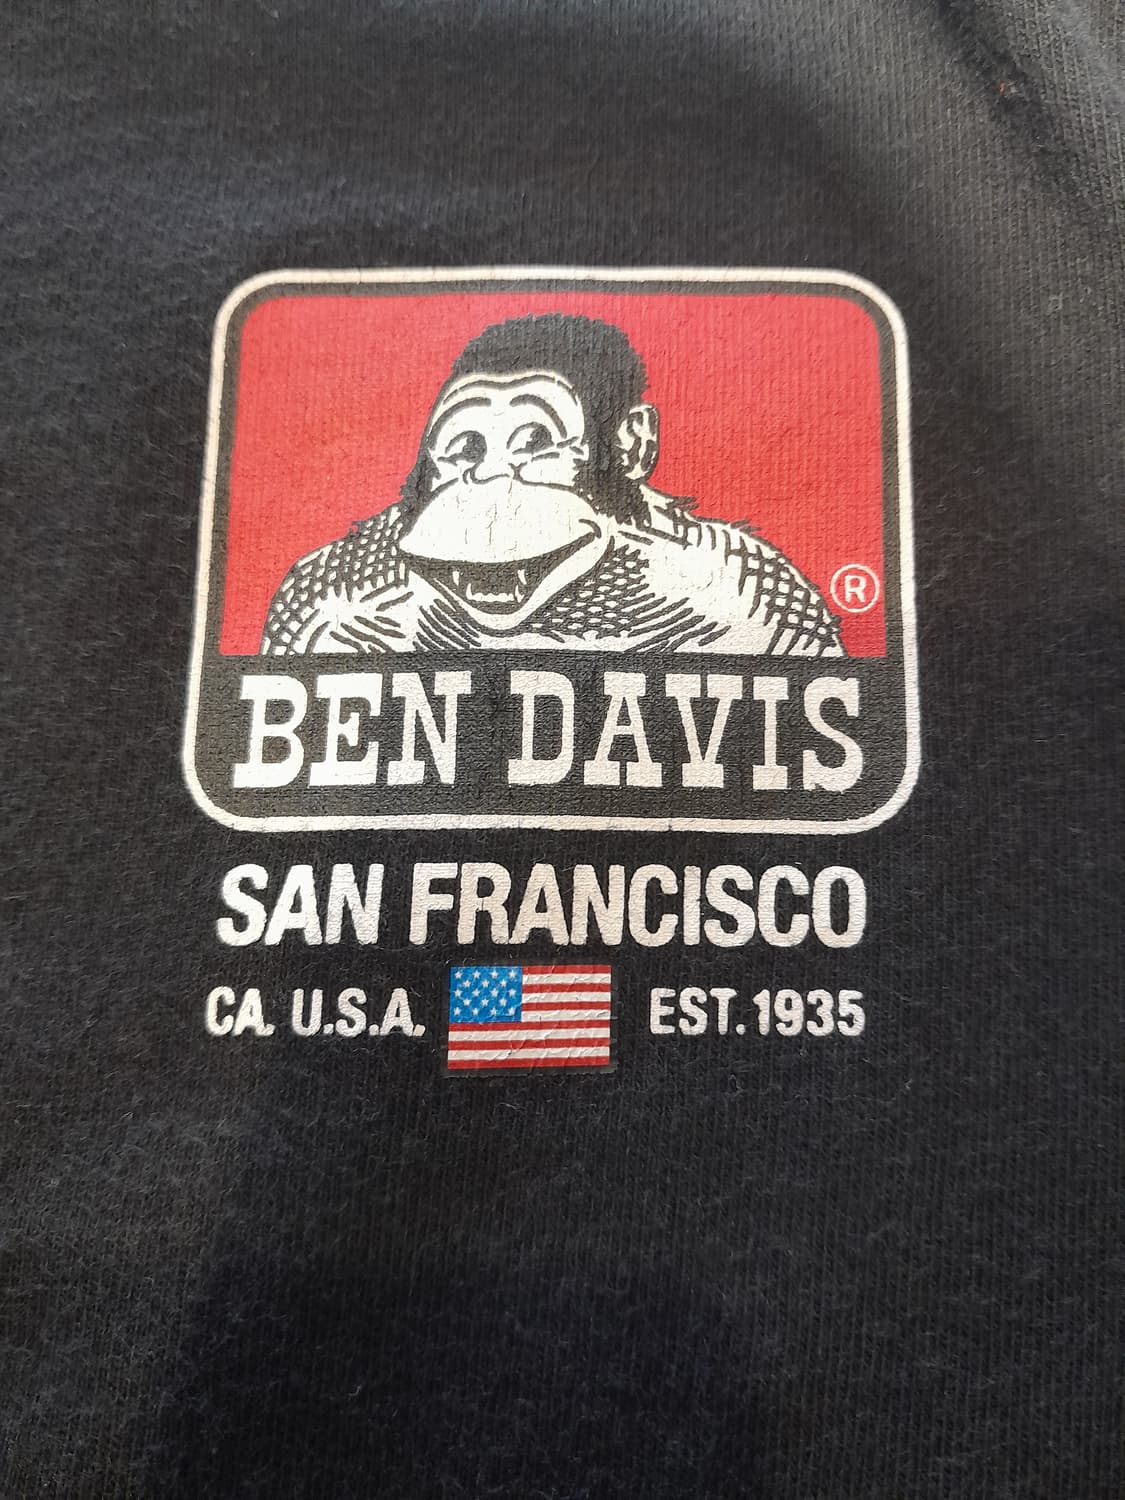 ®
BEN DAVIS
SAN FRANCISCO
CA. U.S.A. EST. 1935